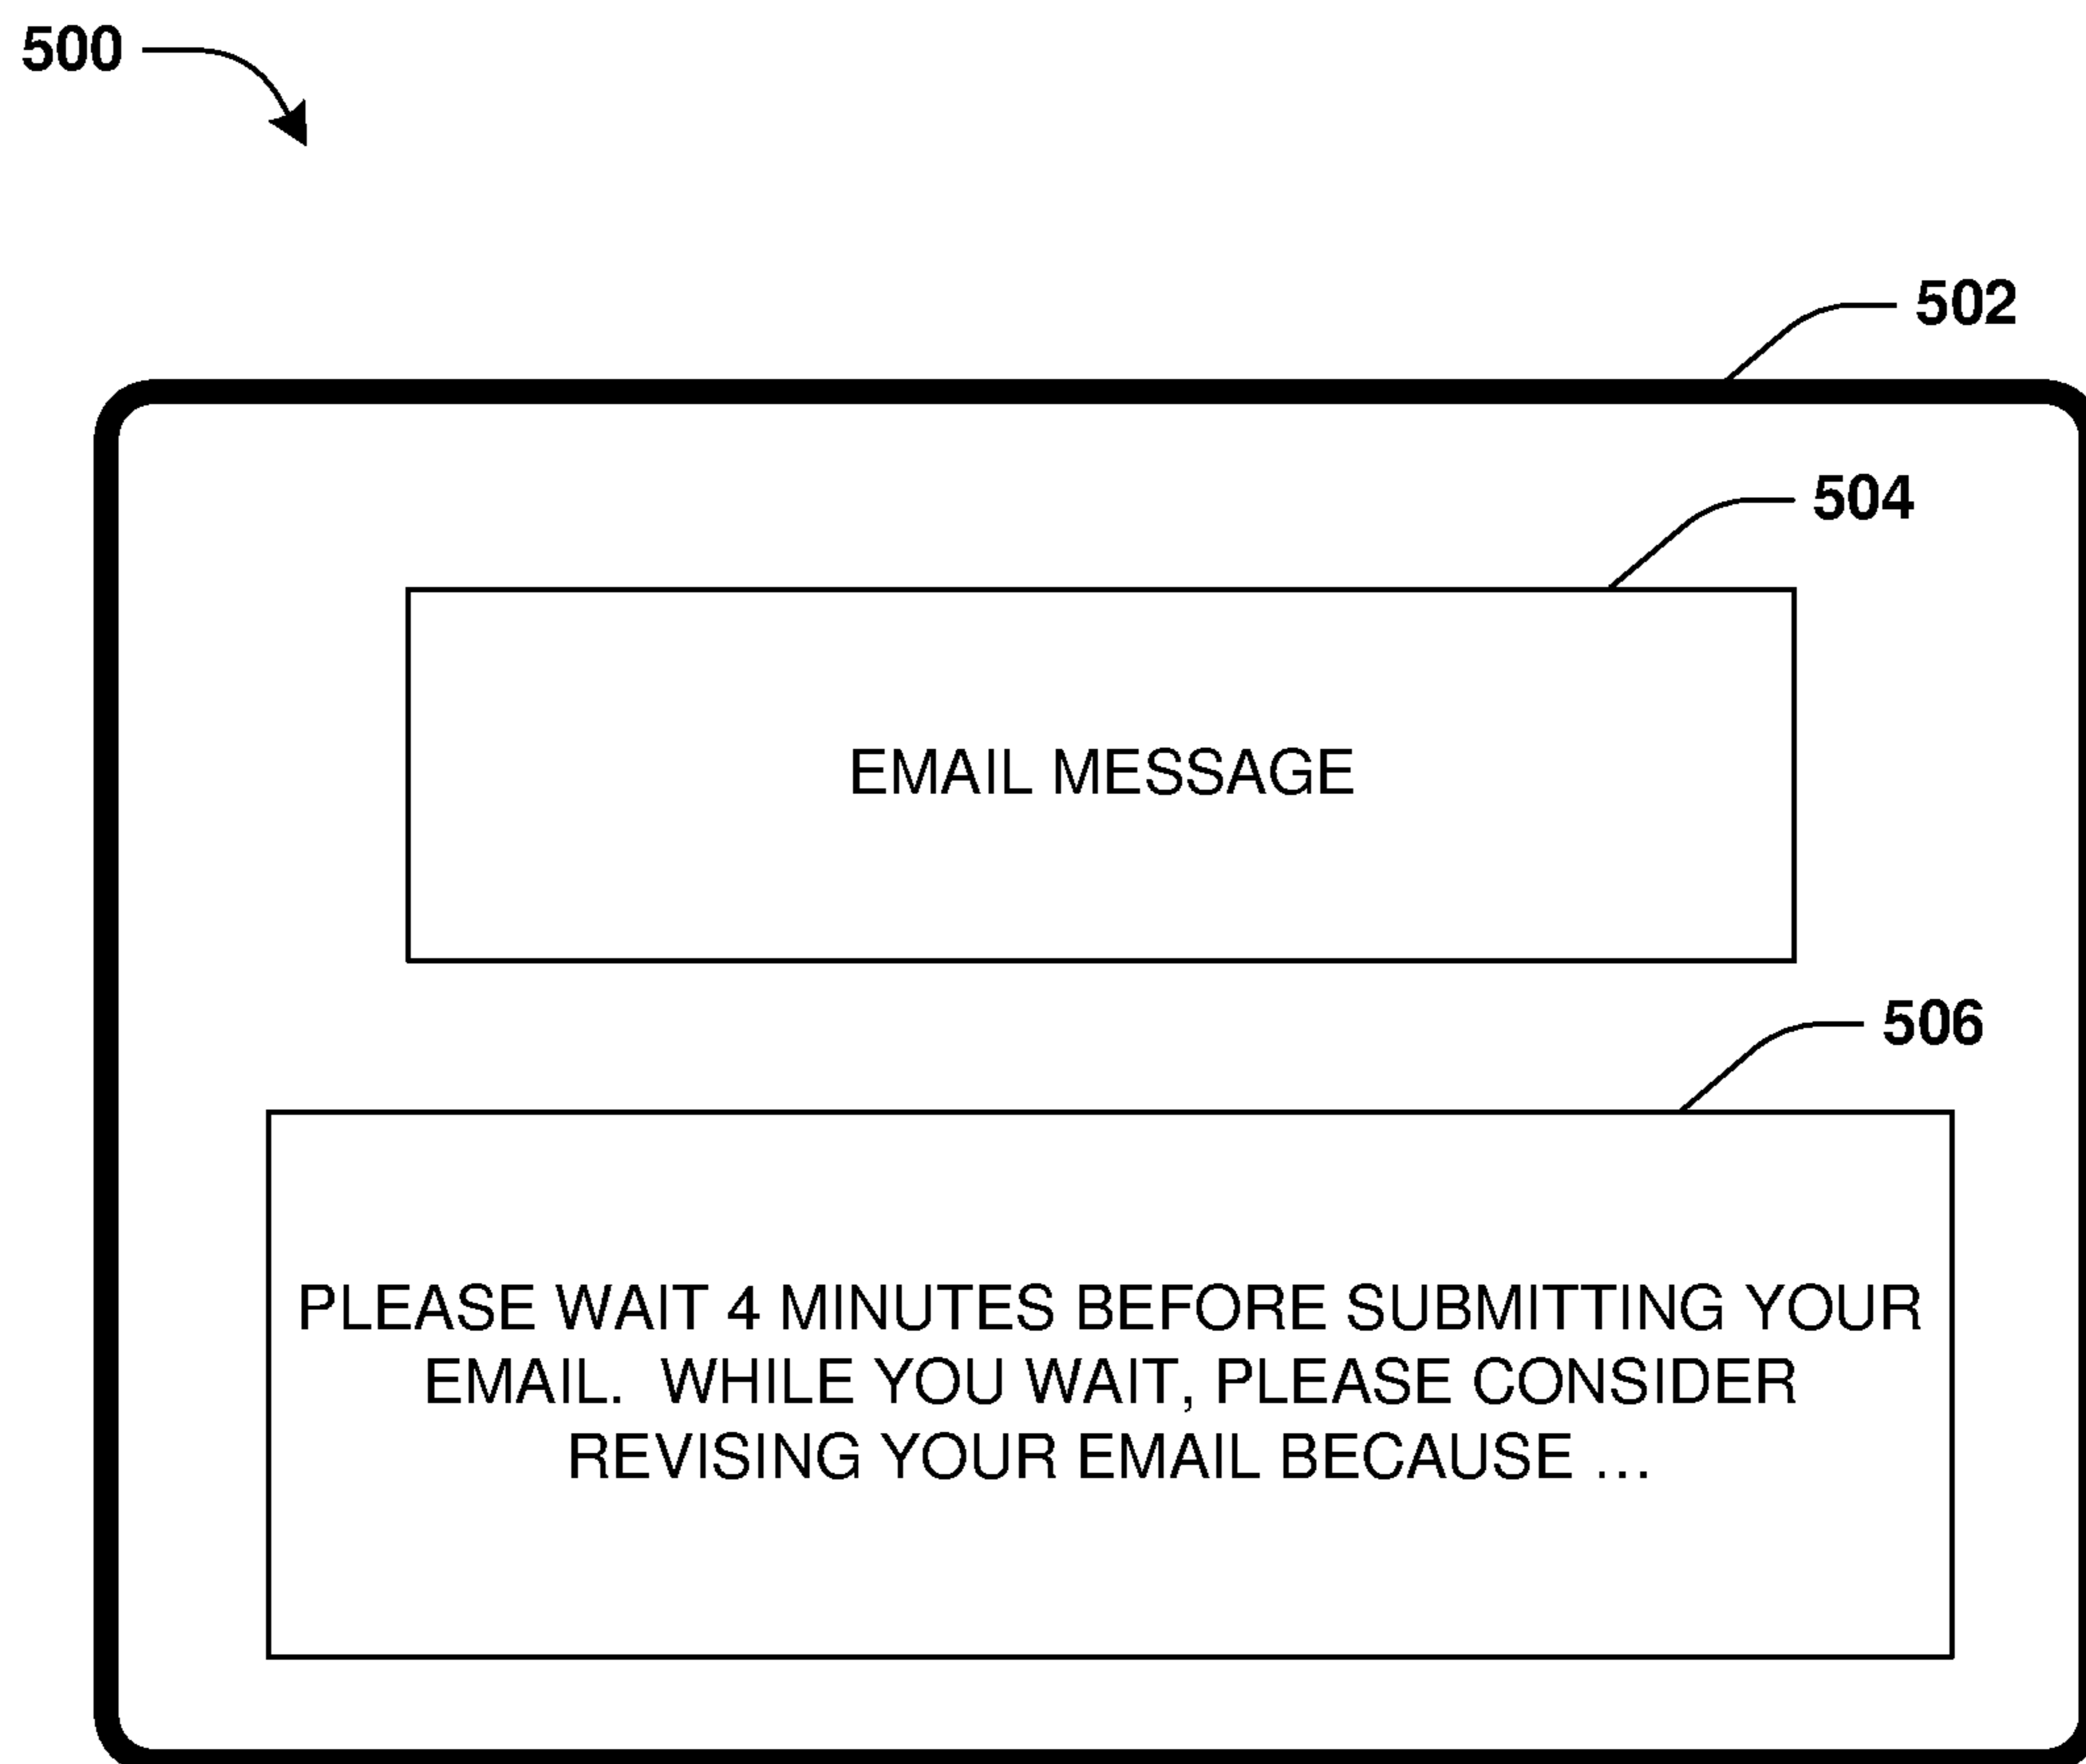 500
502
504
EMAIL MESSAGE
506
PLEASE WAIT 4 MINUTES BEFORE SUBMITTING YOUR
EMAIL.  WHILE YOU WAIT, PLEASE CONSIDER
REVISING YOUR EMAIL BECAUSE ...